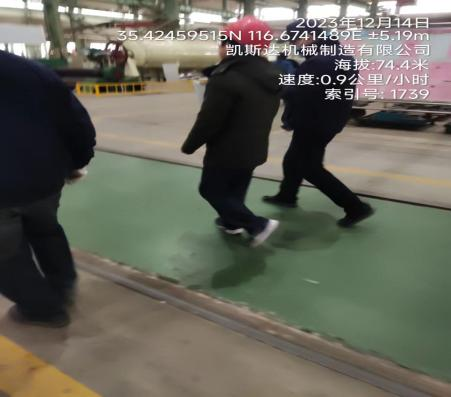 2023年12月14日
35.42459515N 116.6741489E ±5.19m
凯斯达机械制造有限公司
海拔:74.4米
速度:0.9公里/小时
索引号: 1739